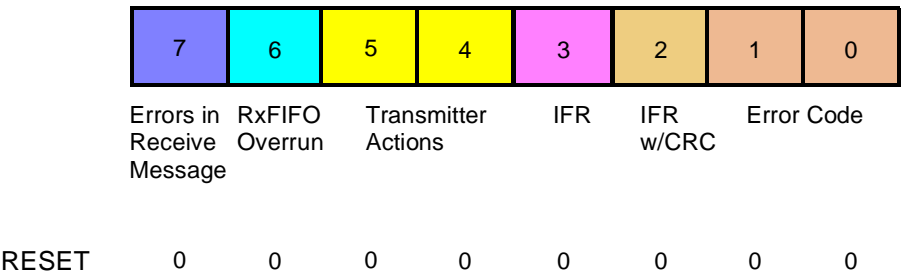 7 6 5 4 3 2 1 0
Errors in RxFIFO Transmitter IFR IFR Error Code
Receive Overrun Actions w/CRC
Message
RESET 0 0 0 0 0 0 0 0